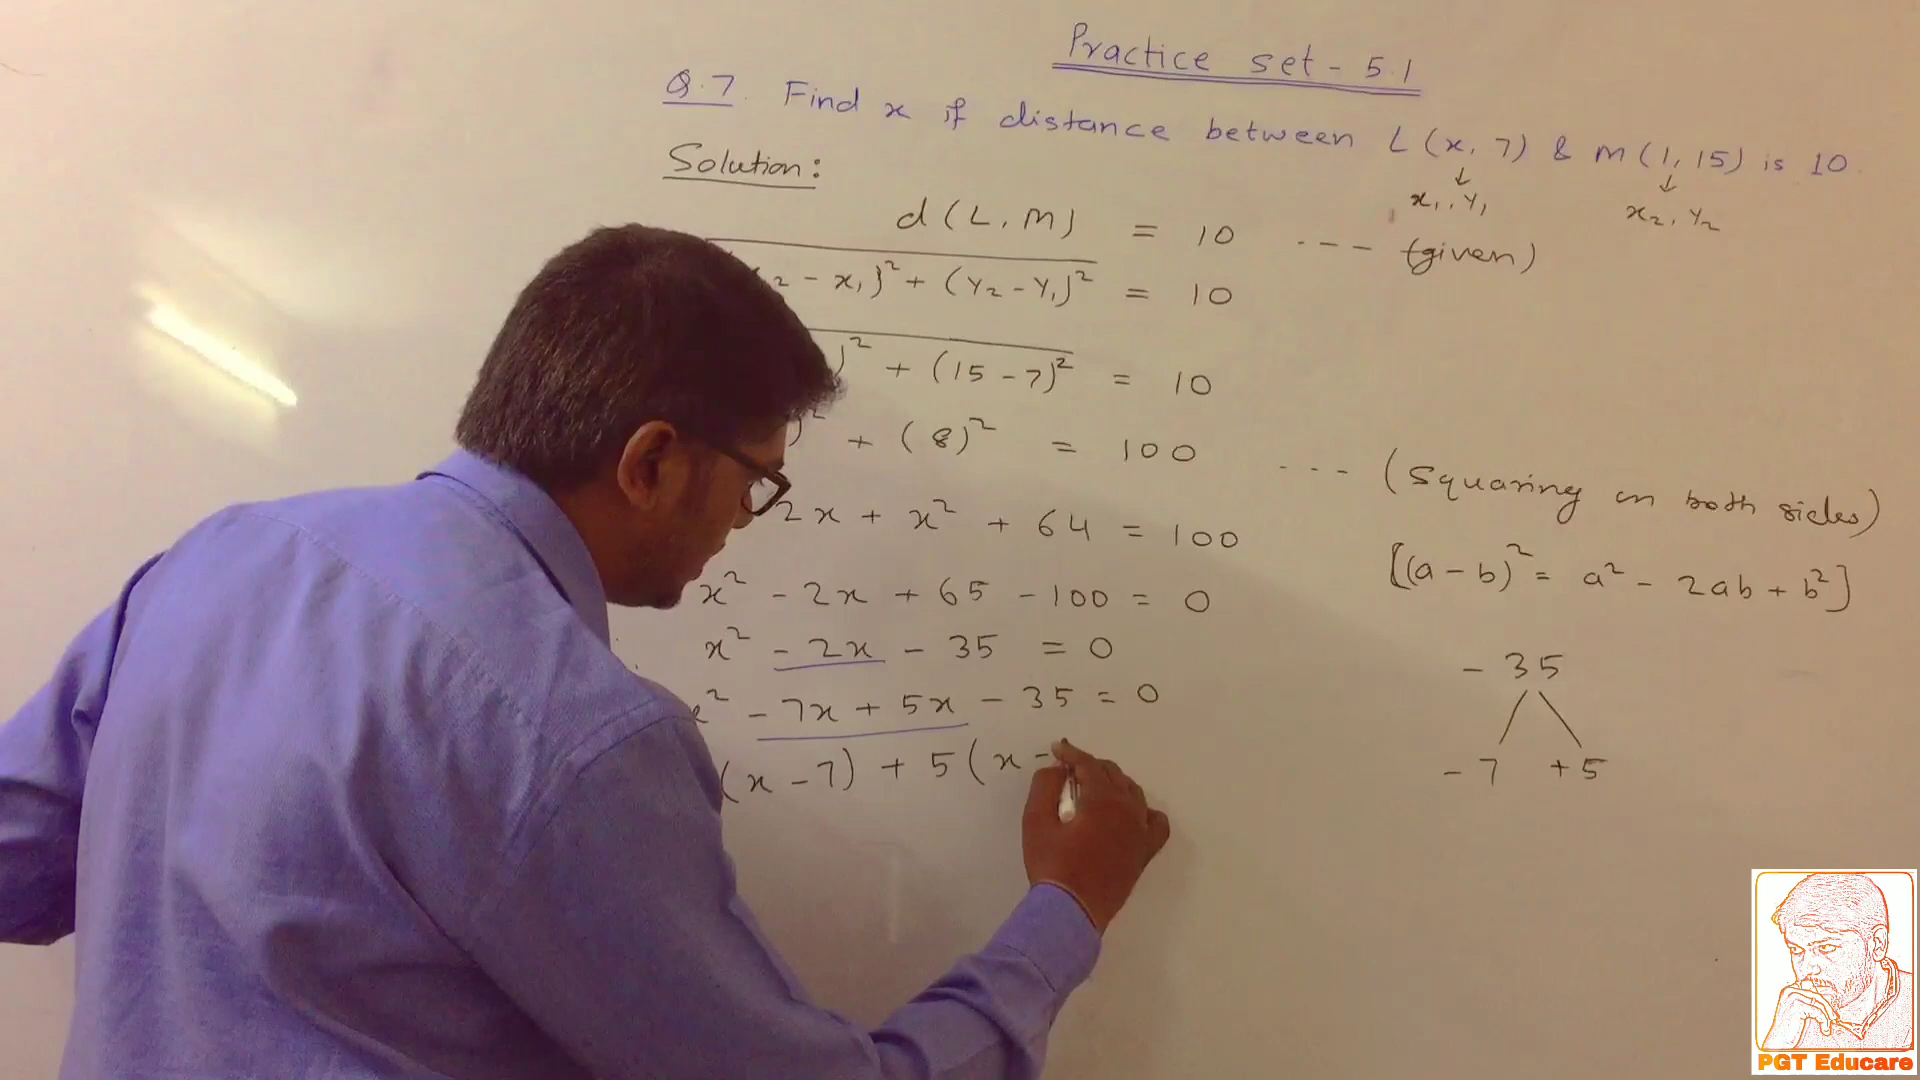 Practice set - 5.1
Q.7. Find x if distance between L (x, 7) & M (1, 15) is 10.
↓ ↓
x₁, y₁ x₂, y₂
Solution:
d (L, M) = 10 --- (given)
₂ - x₁)² + (y₂ - y₁)² = 10
)² + (15 - 7)² = 10
)² + (8)² = 100 --- (squaring on both sides)
2x + x² + 64 = 100
[(a - b)² = a² - 2ab + b²]
x² - 2x + 65 - 100 = 0
x² - 2x - 35 = 0
x² - 7x + 5x - 35 = 0
(x - 7) + 5 (x -
- 35
- 7 + 5
PGT Educare